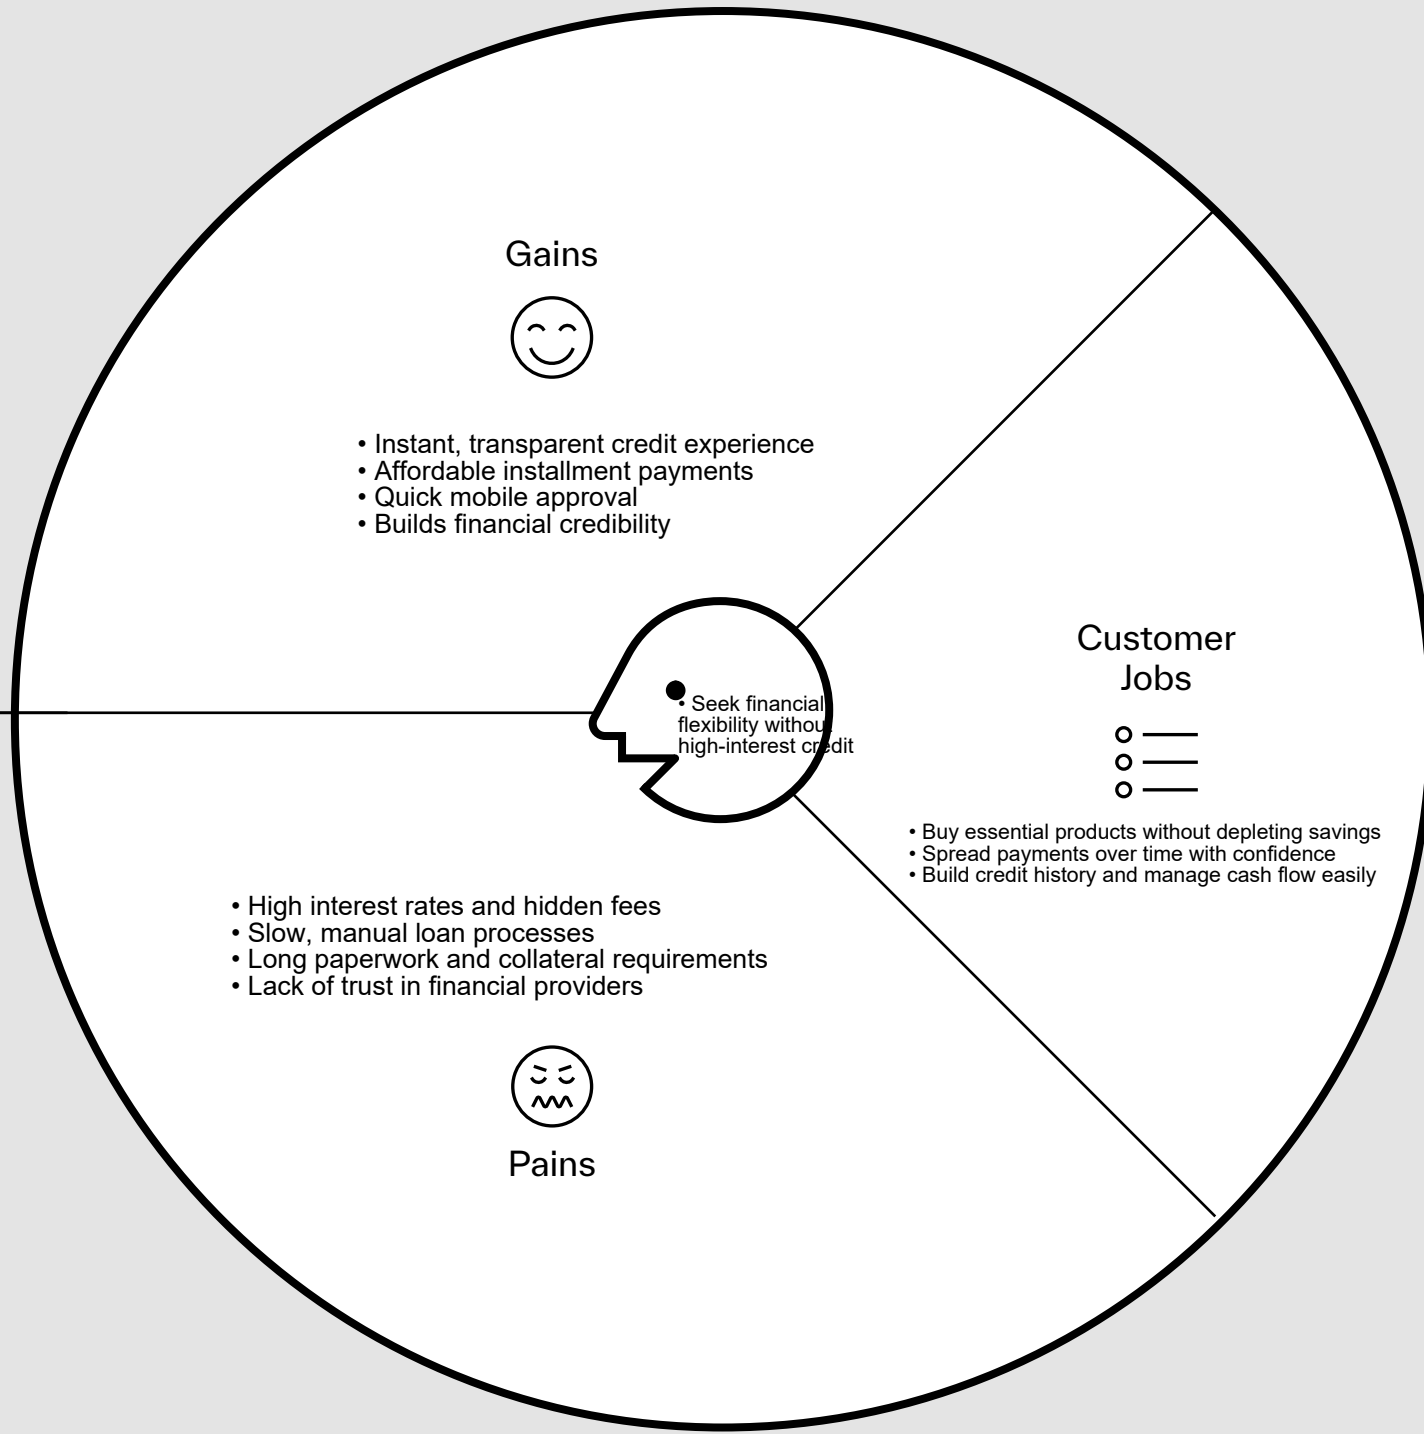 Gains
• Instant, transparent credit experience
• Affordable installment payments
• Quick mobile approval
• Builds financial credibility
• Seek financial
flexibility without
high-interest credit
Customer
Jobs
• Buy essential products without depleting savings
• Spread payments over time with confidence
• Build credit history and manage cash flow easily
• High interest rates and hidden fees
• Slow, manual loan processes
• Long paperwork and collateral requirements
• Lack of trust in financial providers
Pains